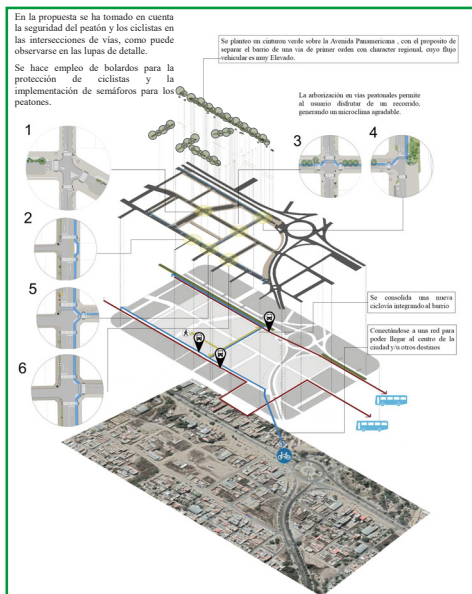 En la propuesta se ha tomado en cuenta
la seguridad del peatón y los ciclistas en
las intersecciones de vías, como puede
observarse en las lupas de detalle.
Se hace empleo de bolardos para la
protección de ciclistas y la
implementación de semáforos para los
peatones.
Se planteo un cinturon verde sobre la Avenida Panamericana , con el proposito de
separar el barrio de una via de primer orden con character regional, cuyo flujo
vehicular es muy Elevado.
La arborización en vías peatonales permite
al usuario disfrutar de un recorrido,
generando un microclima agradable.
1
3
4
2
5
6
Se consolida una nueva
ciclovía integrando al barrio
Conectándose a una red para
poder llegar al centro de la
ciudad y/u otros destuos